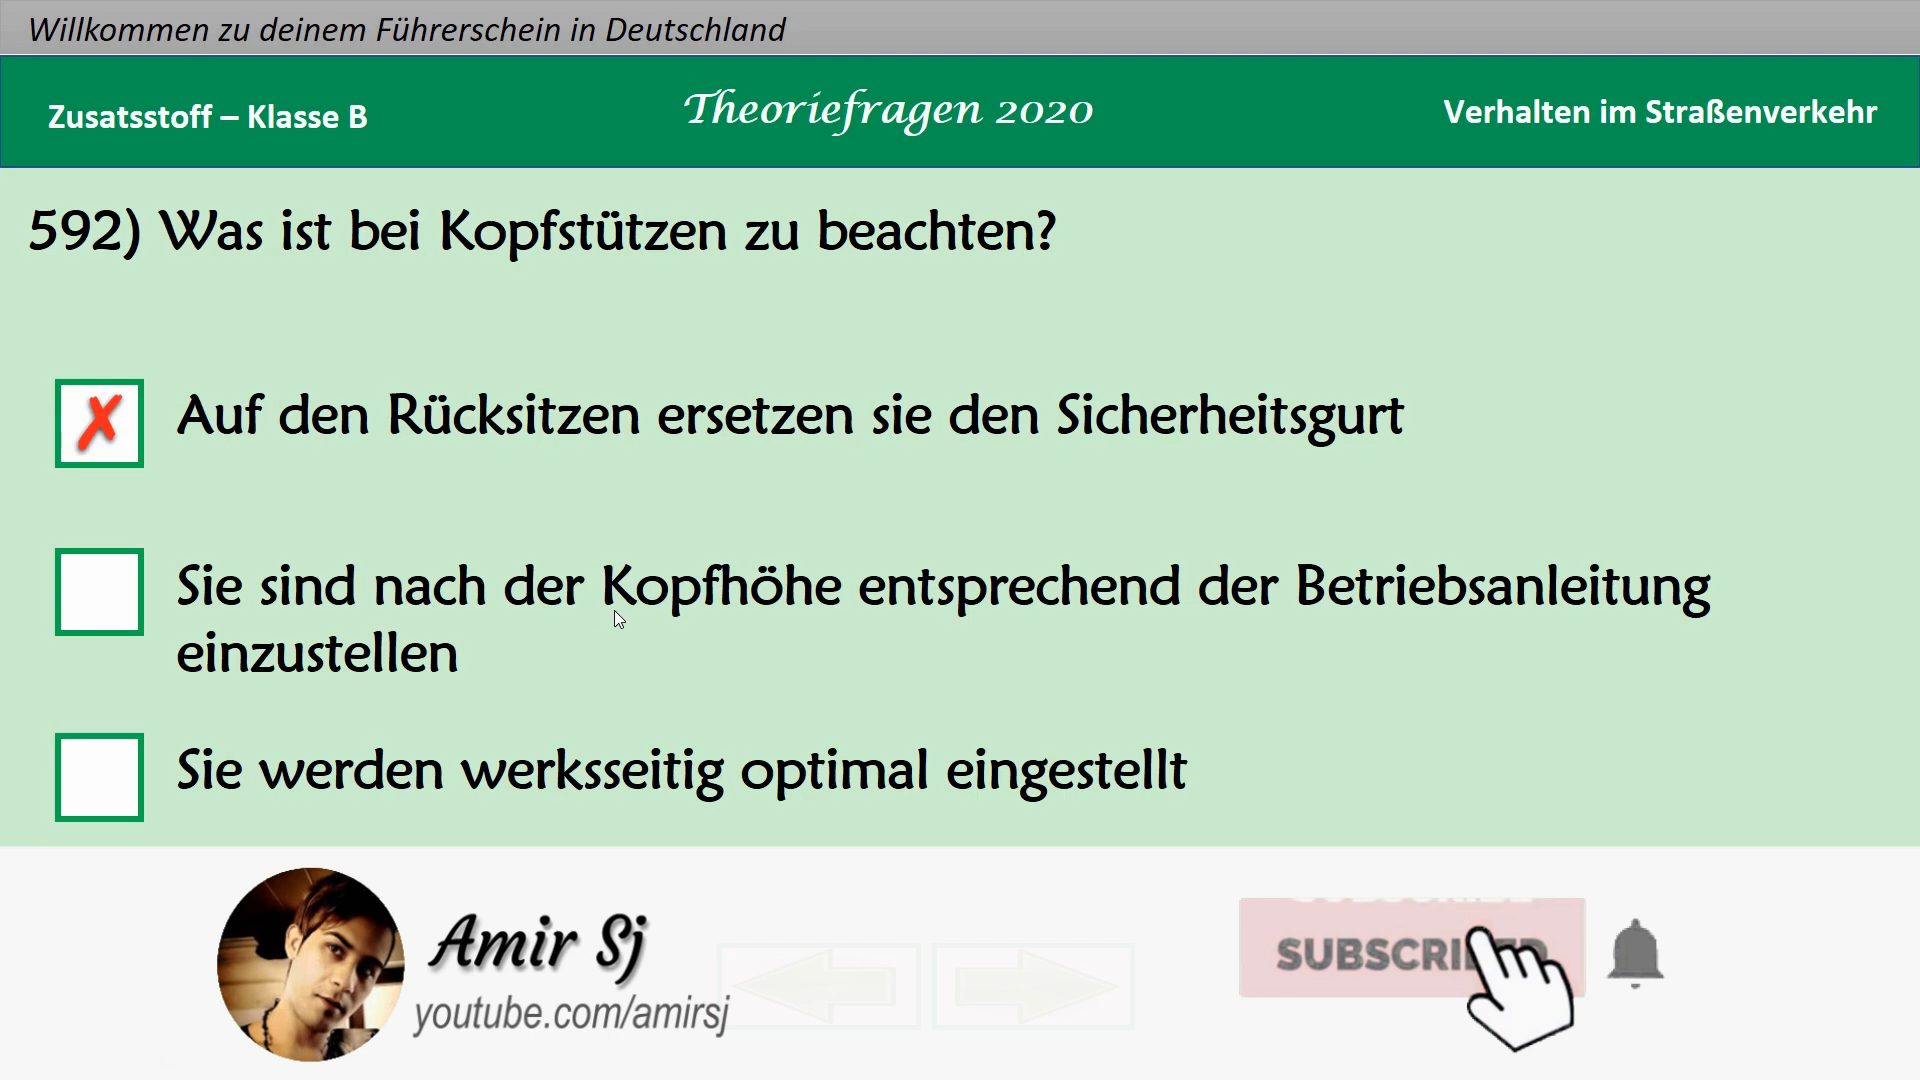 Willkommen zu deinem Führerschein in Deutschland
Zusatsstoff – Klasse B
Theoriefragen 2020
Verhalten im Straßenverkehr
592) Was ist bei Kopfstützen zu beachten?
✗ Auf den Rücksitzen ersetzen sie den Sicherheitsgurt
Sie sind nach der Kopfhöhe entsprechend der Betriebsanleitung
einzustellen
Sie werden werksseitig optimal eingestellt
Amir Sj
youtube.com/amirsj